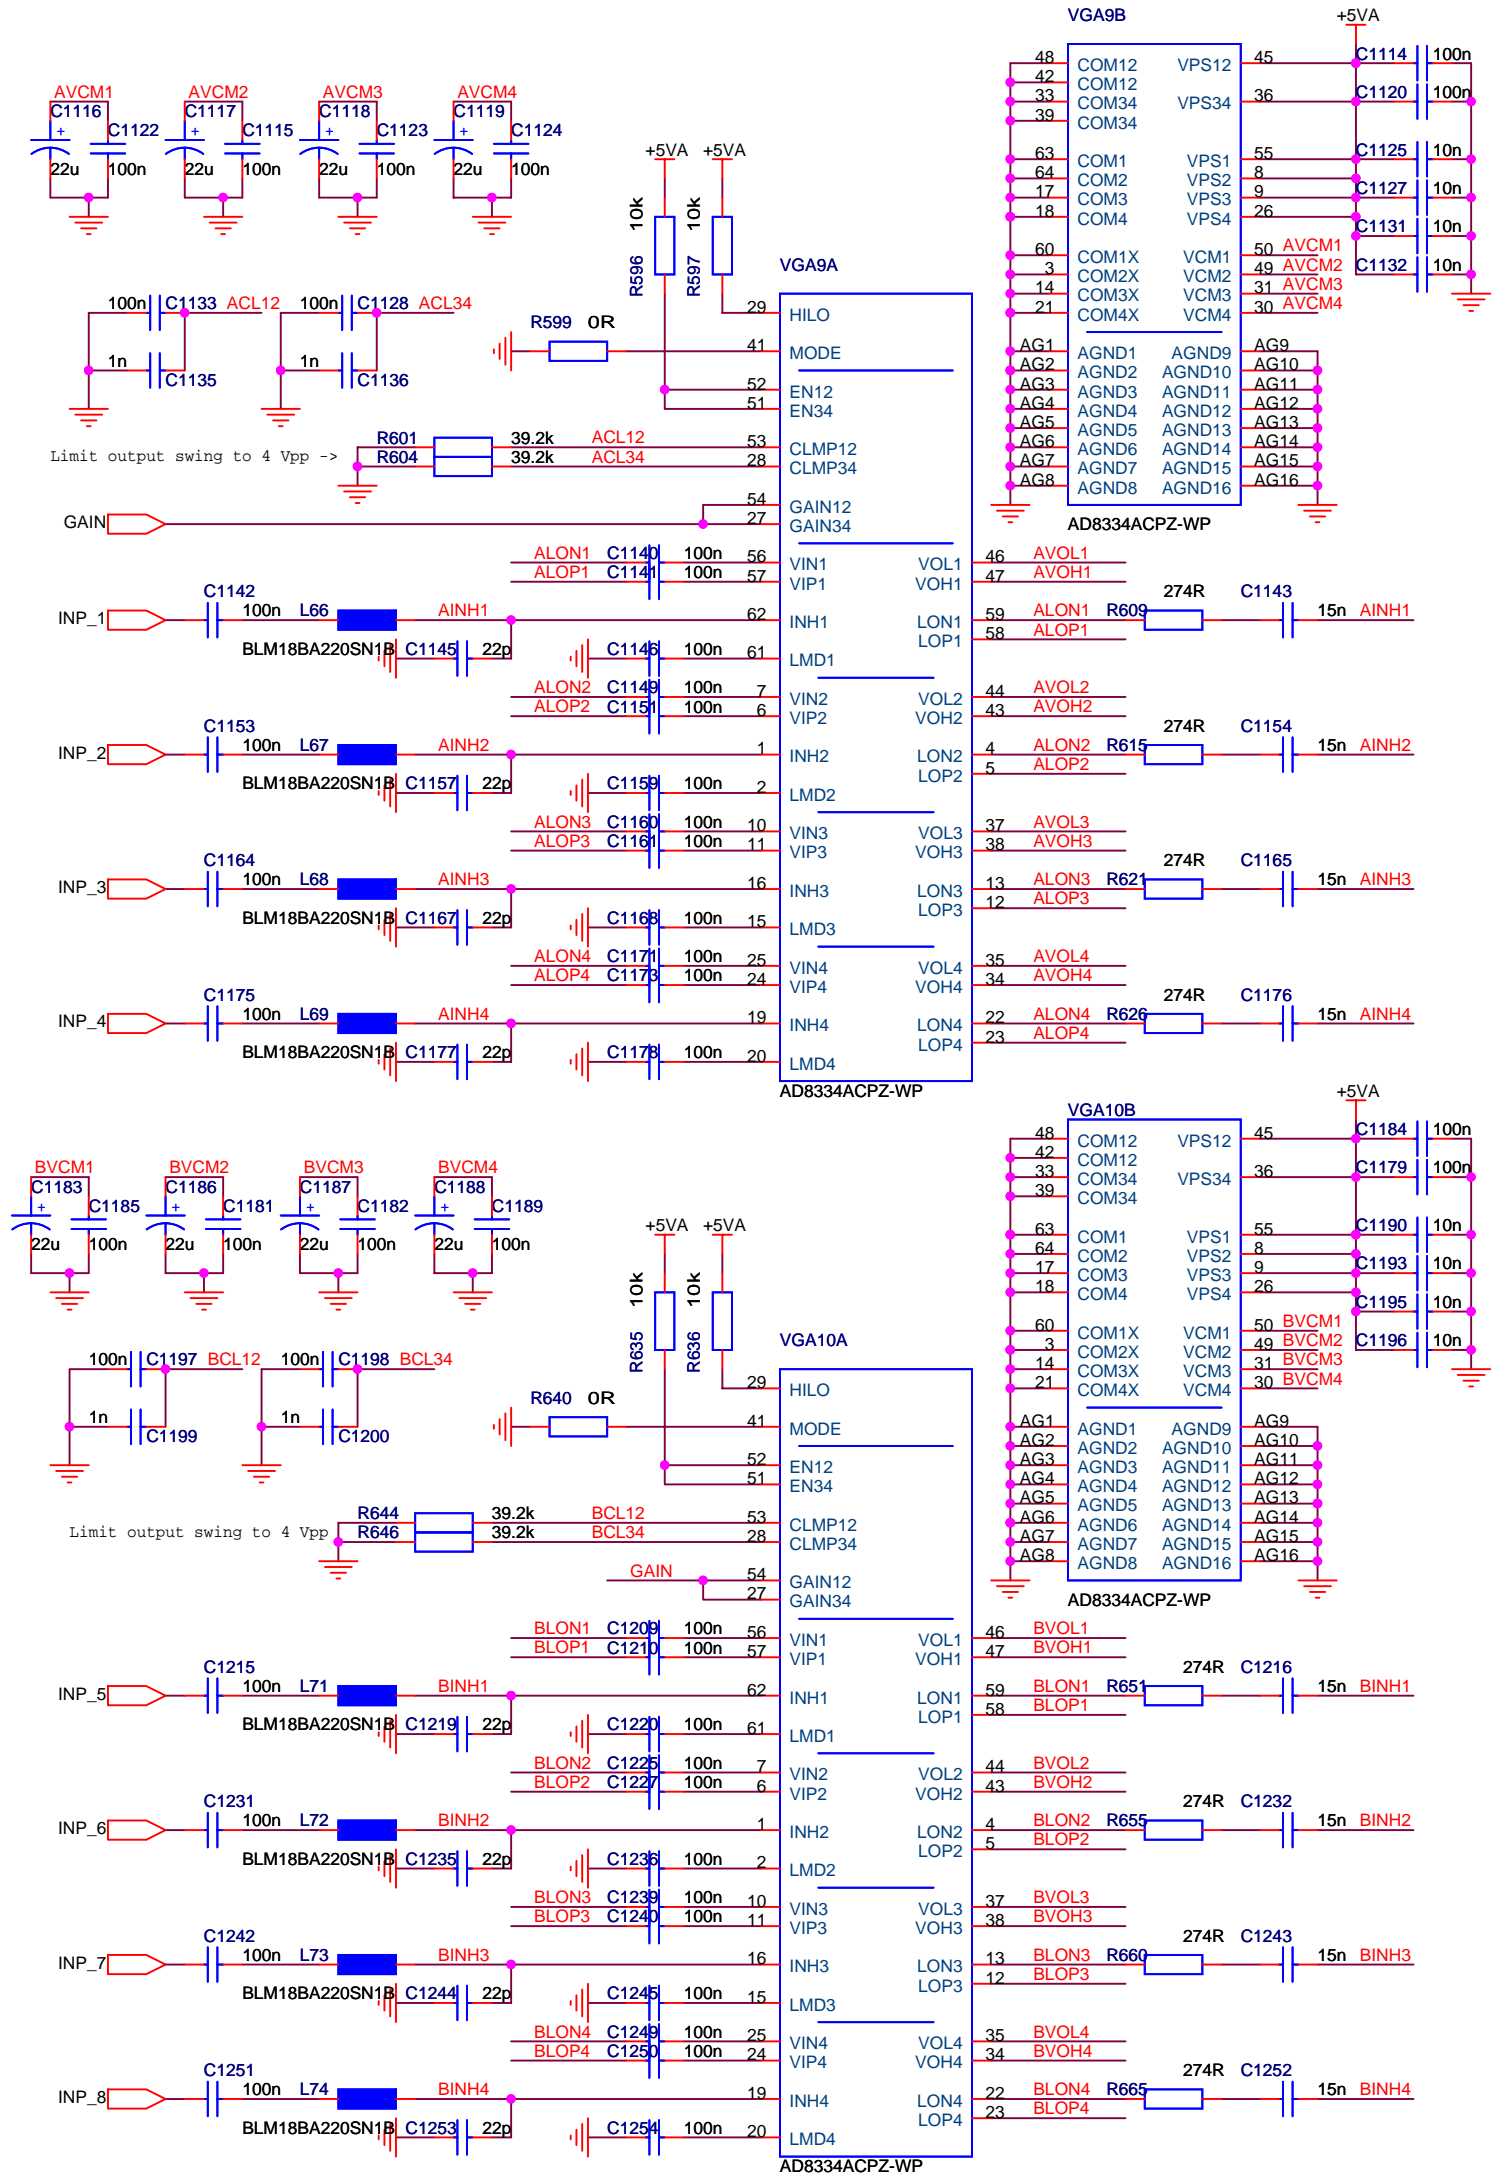 VGA9B
+5VA
48 COM12 VPS12 45 C1114 100n
42 COM12
33 COM34 VPS34 36 C1120 100n
39 COM34
63 COM1 VPS1 55 C1125 10n
64 COM2 VPS2 8
17 COM3 VPS3 9 C1127 10n
18 COM4 VPS4 26
C1131 10n
60 COM1X VCM1 50 AVCM1
3 COM2X VCM2 49 AVCM2
C1132 10n
14 COM3X VCM3 31 AVCM3
21 COM4X VCM4 30 AVCM4
AG1 AGND1 AGND9 AG9
AG2 AGND2 AGND10 AG10
AG3 AGND3 AGND11 AG11
AG4 AGND4 AGND12 AG12
AG5 AGND5 AGND13 AG13
AG6 AGND6 AGND14 AG14
AG7 AGND7 AGND15 AG15
AG8 AGND8 AGND16 AG16
AD8334ACPZ-WP
AVCM1 AVCM2 AVCM3 AVCM4
C1116 C1117 C1118 C1119
+ C1122 + C1115 + C1123 + C1124
22u 100n 22u 100n 22u 100n 22u 100n
+5VA +5VA
R596 10k R597 10k
100n C1133 ACL12 100n C1128 ACL34
1n C1135 1n C1136
VGA9A
29 HILO
R599 0R 41 MODE
52 EN12
51 EN34
R601 39.2k ACL12 53 CLMP12
Limit output swing to 4 Vpp ->
R604 39.2k ACL34 28 CLMP34
54 GAIN12
GAIN 27 GAIN34
ALON1 C1140 100n 56 VIN1 VOL1 46 AVOL1
ALOP1 C1141 100n 57 VIP1 VOH1 47 AVOH1
INP_1 C1142 100n L66 AINH1 62 INH1 LON1 59 ALON1 R609 274R C1143 15n AINH1
LOP1 58 ALOP1
BLM18BA220SN1B C1145 22p C1146 100n 61 LMD1
ALON2 C1149 100n 7 VIN2 VOL2 44 AVOL2
ALOP2 C1151 100n 6 VIP2 VOH2 43 AVOH2
INP_2 C1153 100n L67 AINH2 1 INH2 LON2 4 ALON2 R615 274R C1154 15n AINH2
LOP2 5 ALOP2
BLM18BA220SN1B C1157 22p C1159 100n 2 LMD2
ALON3 C1160 100n 10 VIN3 VOL3 37 AVOL3
ALOP3 C1161 100n 11 VIP3 VOH3 38 AVOH3
INP_3 C1164 100n L68 AINH3 16 INH3 LON3 13 ALON3 R621 274R C1165 15n AINH3
LOP3 12 ALOP3
BLM18BA220SN1B C1167 22p C1168 100n 15 LMD3
ALON4 C1171 100n 25 VIN4 VOL4 35 AVOL4
ALOP4 C1173 100n 24 VIP4 VOH4 34 AVOH4
INP_4 C1175 100n L69 AINH4 19 INH4 LON4 22 ALON4 R626 274R C1176 15n AINH4
LOP4 23 ALOP4
BLM18BA220SN1B C1177 22p C1178 100n 20 LMD4
AD8334ACPZ-WP
VGA10B
+5VA
48 COM12 VPS12 45 C1184 100n
42 COM12
33 COM34 VPS34 36 C1179 100n
39 COM34
63 COM1 VPS1 55 C1190 10n
64 COM2 VPS2 8
17 COM3 VPS3 9 C1193 10n
18 COM4 VPS4 26
C1195 10n
60 COM1X VCM1 50 BVCM1
3 COM2X VCM2 49 BVCM2
C1196 10n
14 COM3X VCM3 31 BVCM3
21 COM4X VCM4 30 BVCM4
AG1 AGND1 AGND9 AG9
AG2 AGND2 AGND10 AG10
AG3 AGND3 AGND11 AG11
AG4 AGND4 AGND12 AG12
AG5 AGND5 AGND13 AG13
AG6 AGND6 AGND14 AG14
AG7 AGND7 AGND15 AG15
AG8 AGND8 AGND16 AG16
AD8334ACPZ-WP
BVCM1 BVCM2 BVCM3 BVCM4
C1183 C1186 C1187 C1188
+ C1185 + C1181 + C1182 + C1189
22u 100n 22u 100n 22u 100n 22u 100n
+5VA +5VA
R635 10k R636 10k
100n C1197 BCL12 100n C1198 BCL34
1n C1199 1n C1200
VGA10A
29 HILO
R640 0R 41 MODE
52 EN12
51 EN34
R644 39.2k BCL12 53 CLMP12
Limit output swing to 4 Vpp
R646 39.2k BCL34 28 CLMP34
GAIN 54 GAIN12
27 GAIN34
BLON1 C1209 100n 56 VIN1 VOL1 46 BVOL1
BLOP1 C1210 100n 57 VIP1 VOH1 47 BVOH1
INP_5 C1215 100n L71 BINH1 62 INH1 LON1 59 BLON1 R651 274R C1216 15n BINH1
LOP1 58 BLOP1
BLM18BA220SN1B C1219 22p C1220 100n 61 LMD1
BLON2 C1225 100n 7 VIN2 VOL2 44 BVOL2
BLOP2 C1227 100n 6 VIP2 VOH2 43 BVOH2
INP_6 C1231 100n L72 BINH2 1 INH2 LON2 4 BLON2 R655 274R C1232 15n BINH2
LOP2 5 BLOP2
BLM18BA220SN1B C1235 22p C1236 100n 2 LMD2
BLON3 C1239 100n 10 VIN3 VOL3 37 BVOL3
BLOP3 C1240 100n 11 VIP3 VOH3 38 BVOH3
INP_7 C1242 100n L73 BINH3 16 INH3 LON3 13 BLON3 R660 274R C1243 15n BINH3
LOP3 12 BLOP3
BLM18BA220SN1B C1244 22p C1245 100n 15 LMD3
BLON4 C1249 100n 25 VIN4 VOL4 35 BVOL4
BLOP4 C1250 100n 24 VIP4 VOH4 34 BVOH4
INP_8 C1251 100n L74 BINH4 19 INH4 LON4 22 BLON4 R665 274R C1252 15n BINH4
LOP4 23 BLOP4
BLM18BA220SN1B C1253 22p C1254 100n 20 LMD4
AD8334ACPZ-WP